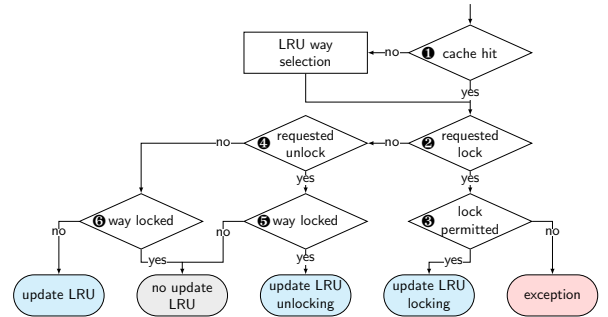 LRU way
selection
no
❶ cache hit
yes
no
❹ requested
unlock
no
❷ requested
lock
yes
yes
❻ way locked
❺ way locked
❸ lock
permitted
no
yes
no
yes
yes
no
update LRU
no update
LRU
update LRU
unlocking
update LRU
locking
exception